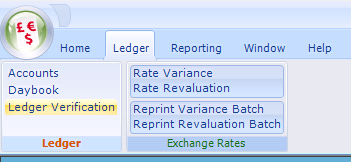 £ €
$
Home Ledger Reporting Window Help
Accounts
Daybook
Ledger Verification
Ledger
Rate Variance
Rate Revaluation
Reprint Variance Batch
Reprint Revaluation Batch
Exchange Rates